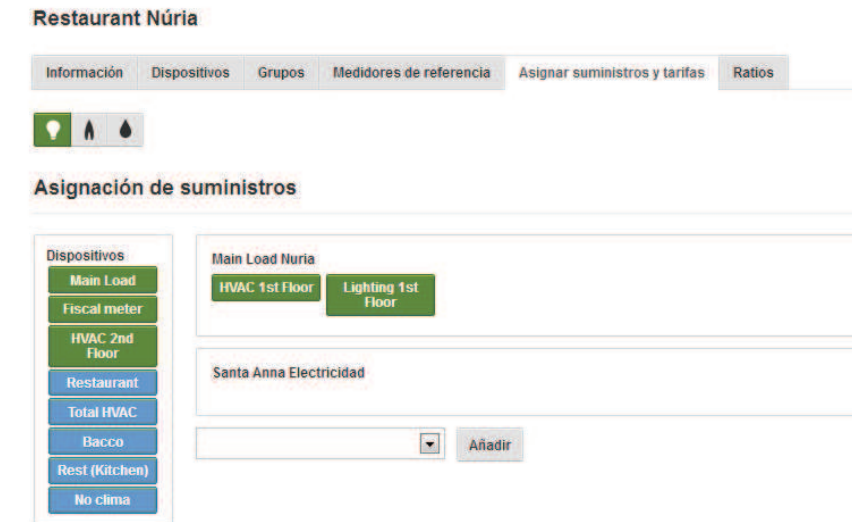 Restaurant Núria
Información Dispositivos Grupos Medidores de referencia Asignar suministros y tarifas Ratios
Asignación de suministros
Dispositivos
Main Load
Fiscal meter
HVAC 2nd
Floor
Restaurant
Total HVAC
Bacco
Rest (Kitchen)
No clima
Main Load Nuria
HVAC 1st Floor
Lighting 1st
Floor
Santa Anna Electricidad
Añadir